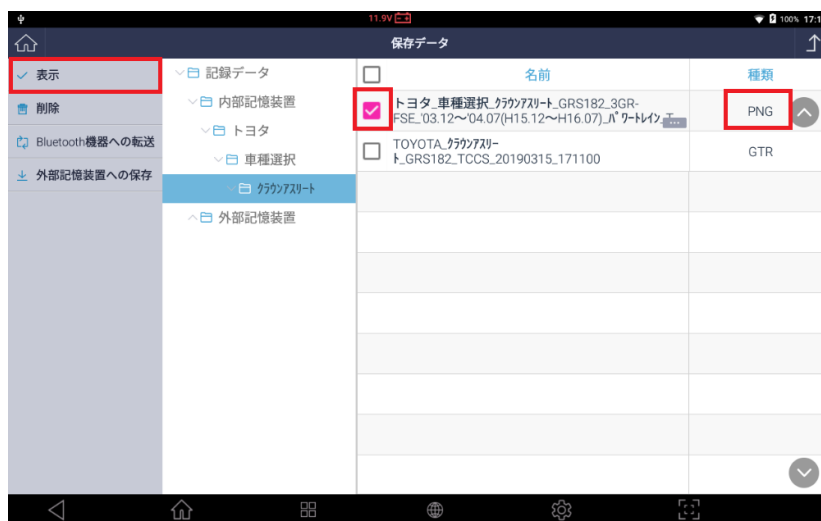 11.9V
100% 17:1
保存データ
表示
削除
Bluetooth機器への転送
外部記憶装置への保存
記録データ
内部記憶装置
トヨタ
車種選択
ｸﾗｳﾝｱｽﾘｰﾄ
外部記憶装置
名前
種類
トヨタ_車種選択_ｸﾗｳﾝｱｽﾘｰﾄ_GRS182_3GR-
FSE_'03.12〜'04.07(H15.12〜H16.07)_ﾊﾟﾜｰﾄﾚｲﾝ_T...
PNG
TOYOTA_ｸﾗｳﾝｱｽﾘｰ
ﾄ_GRS182_TCCS_20190315_171100
GTR